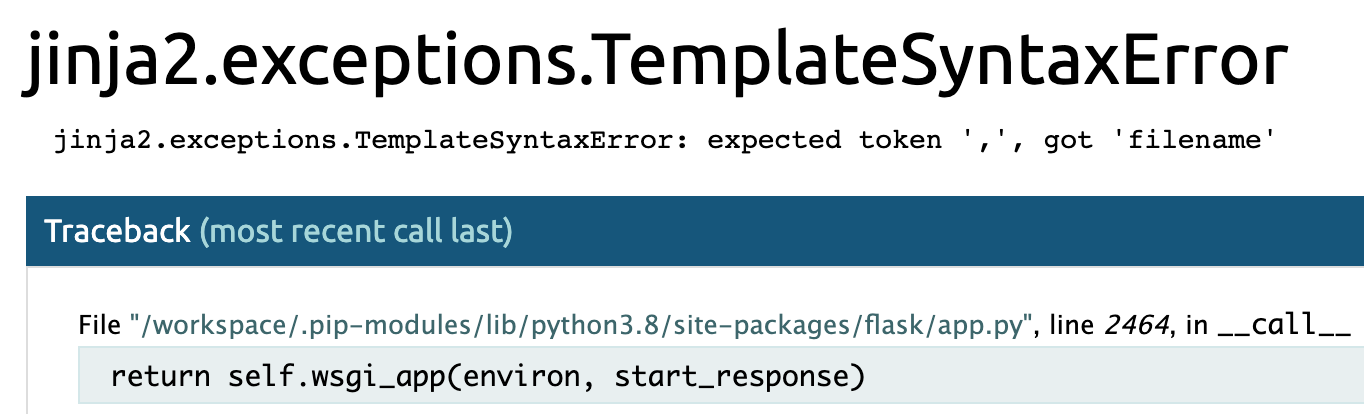 jinja2.exceptions.TemplateSyntaxError
jinja2.exceptions.TemplateSyntaxError: expected token ',', got 'filename'
Traceback (most recent call last)
File "/workspace/.pip-modules/lib/python3.8/site-packages/flask/app.py", line 2464, in __call__
return self.wsgi_app(environ, start_response)